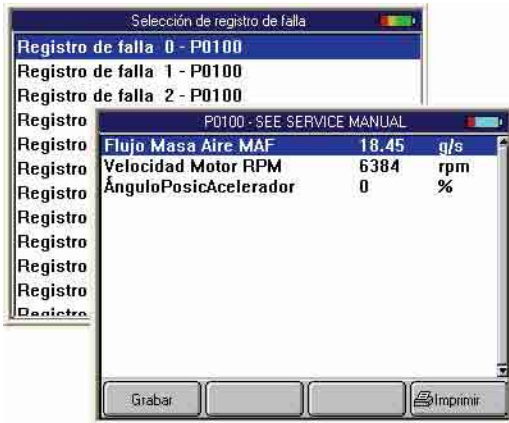 Selección de registro de falla
Registro de falla 0 - P0100
Registro de falla 1 - P0100
Registro de falla 2 - P0100
Registro
Registro
Registro
Registro
Registro
Registro
Registro
Registro
Registro
P0100 - SEE SERVICE MANUAL
Flujo Masa Aire MAF 18.45 g/s
Velocidad Motor RPM 6384 rpm
ÁnguloPosicAcelerador 0 %
Grabar
Imprimir